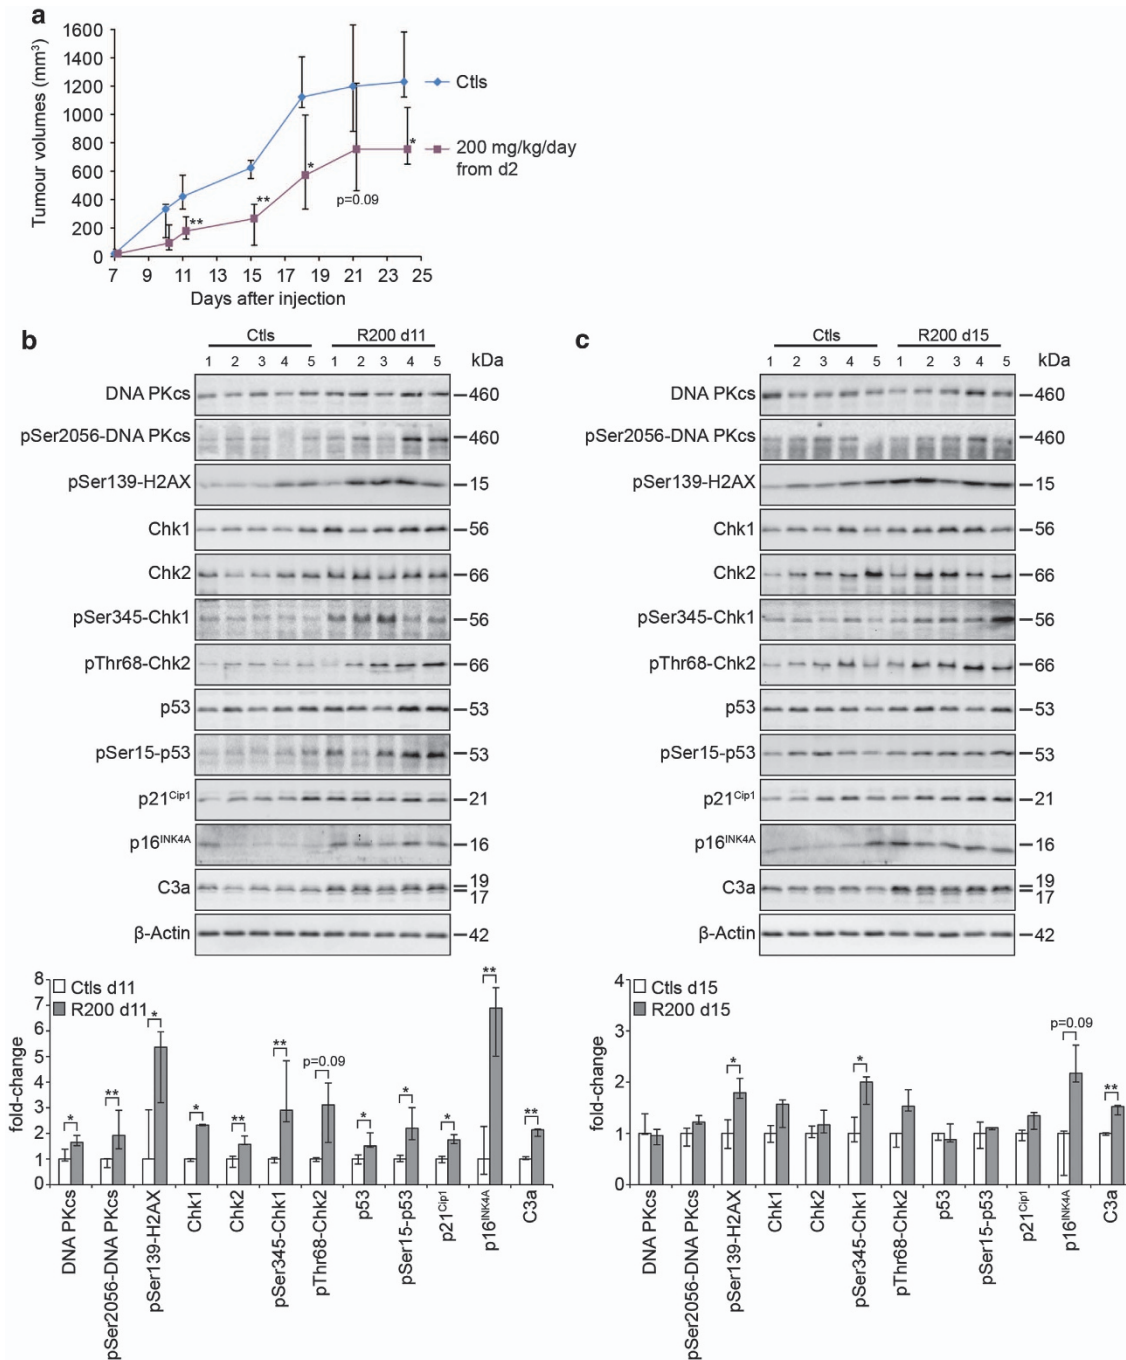 a
Tumour volumes (mm³)
1600
1400
1200
1000
800
600
400
200
0
7 9 11 13 15 17 19 21 23 25
Days after injection
** ** * p=0.09 *
Ctls
200 mg/kg/day
from d2
b
Ctls R200 d11
1 2 3 4 5 1 2 3 4 5 kDa
DNA PKcs 460
pSer2056-DNA PKcs 460
pSer139-H2AX 15
Chk1 56
Chk2 66
pSer345-Chk1 56
pThr68-Chk2 66
p53 53
pSer15-p53 53
p21Cip1 21
p16INK4A 16
C3a 19
17
β-Actin 42
fold-change
8
7
6
5
4
3
2
1
0
Ctls d11
R200 d11
* ** * * ** ** p=0.09 * * * ** **
DNA PKcs
pSer2056-DNA PKcs
pSer139-H2AX
Chk1
Chk2
pSer345-Chk1
pThr68-Chk2
p53
pSer15-p53
p21Cip1
p16INK4A
C3a
c
Ctls R200 d15
1 2 3 4 5 1 2 3 4 5 kDa
DNA PKcs 460
pSer2056-DNA PKcs 460
pSer139-H2AX 15
Chk1 56
Chk2 66
pSer345-Chk1 56
pThr68-Chk2 66
p53 53
pSer15-p53 53
p21Cip1 21
p16INK4A 16
C3a 19
17
β-Actin 42
fold-change
4
3
2
1
0
Ctls d15
R200 d15
* * p=0.09 **
DNA PKcs
pSer2056-DNA PKcs
pSer139-H2AX
Chk1
Chk2
pSer345-Chk1
pThr68-Chk2
p53
pSer15-p53
p21Cip1
p16INK4A
C3a